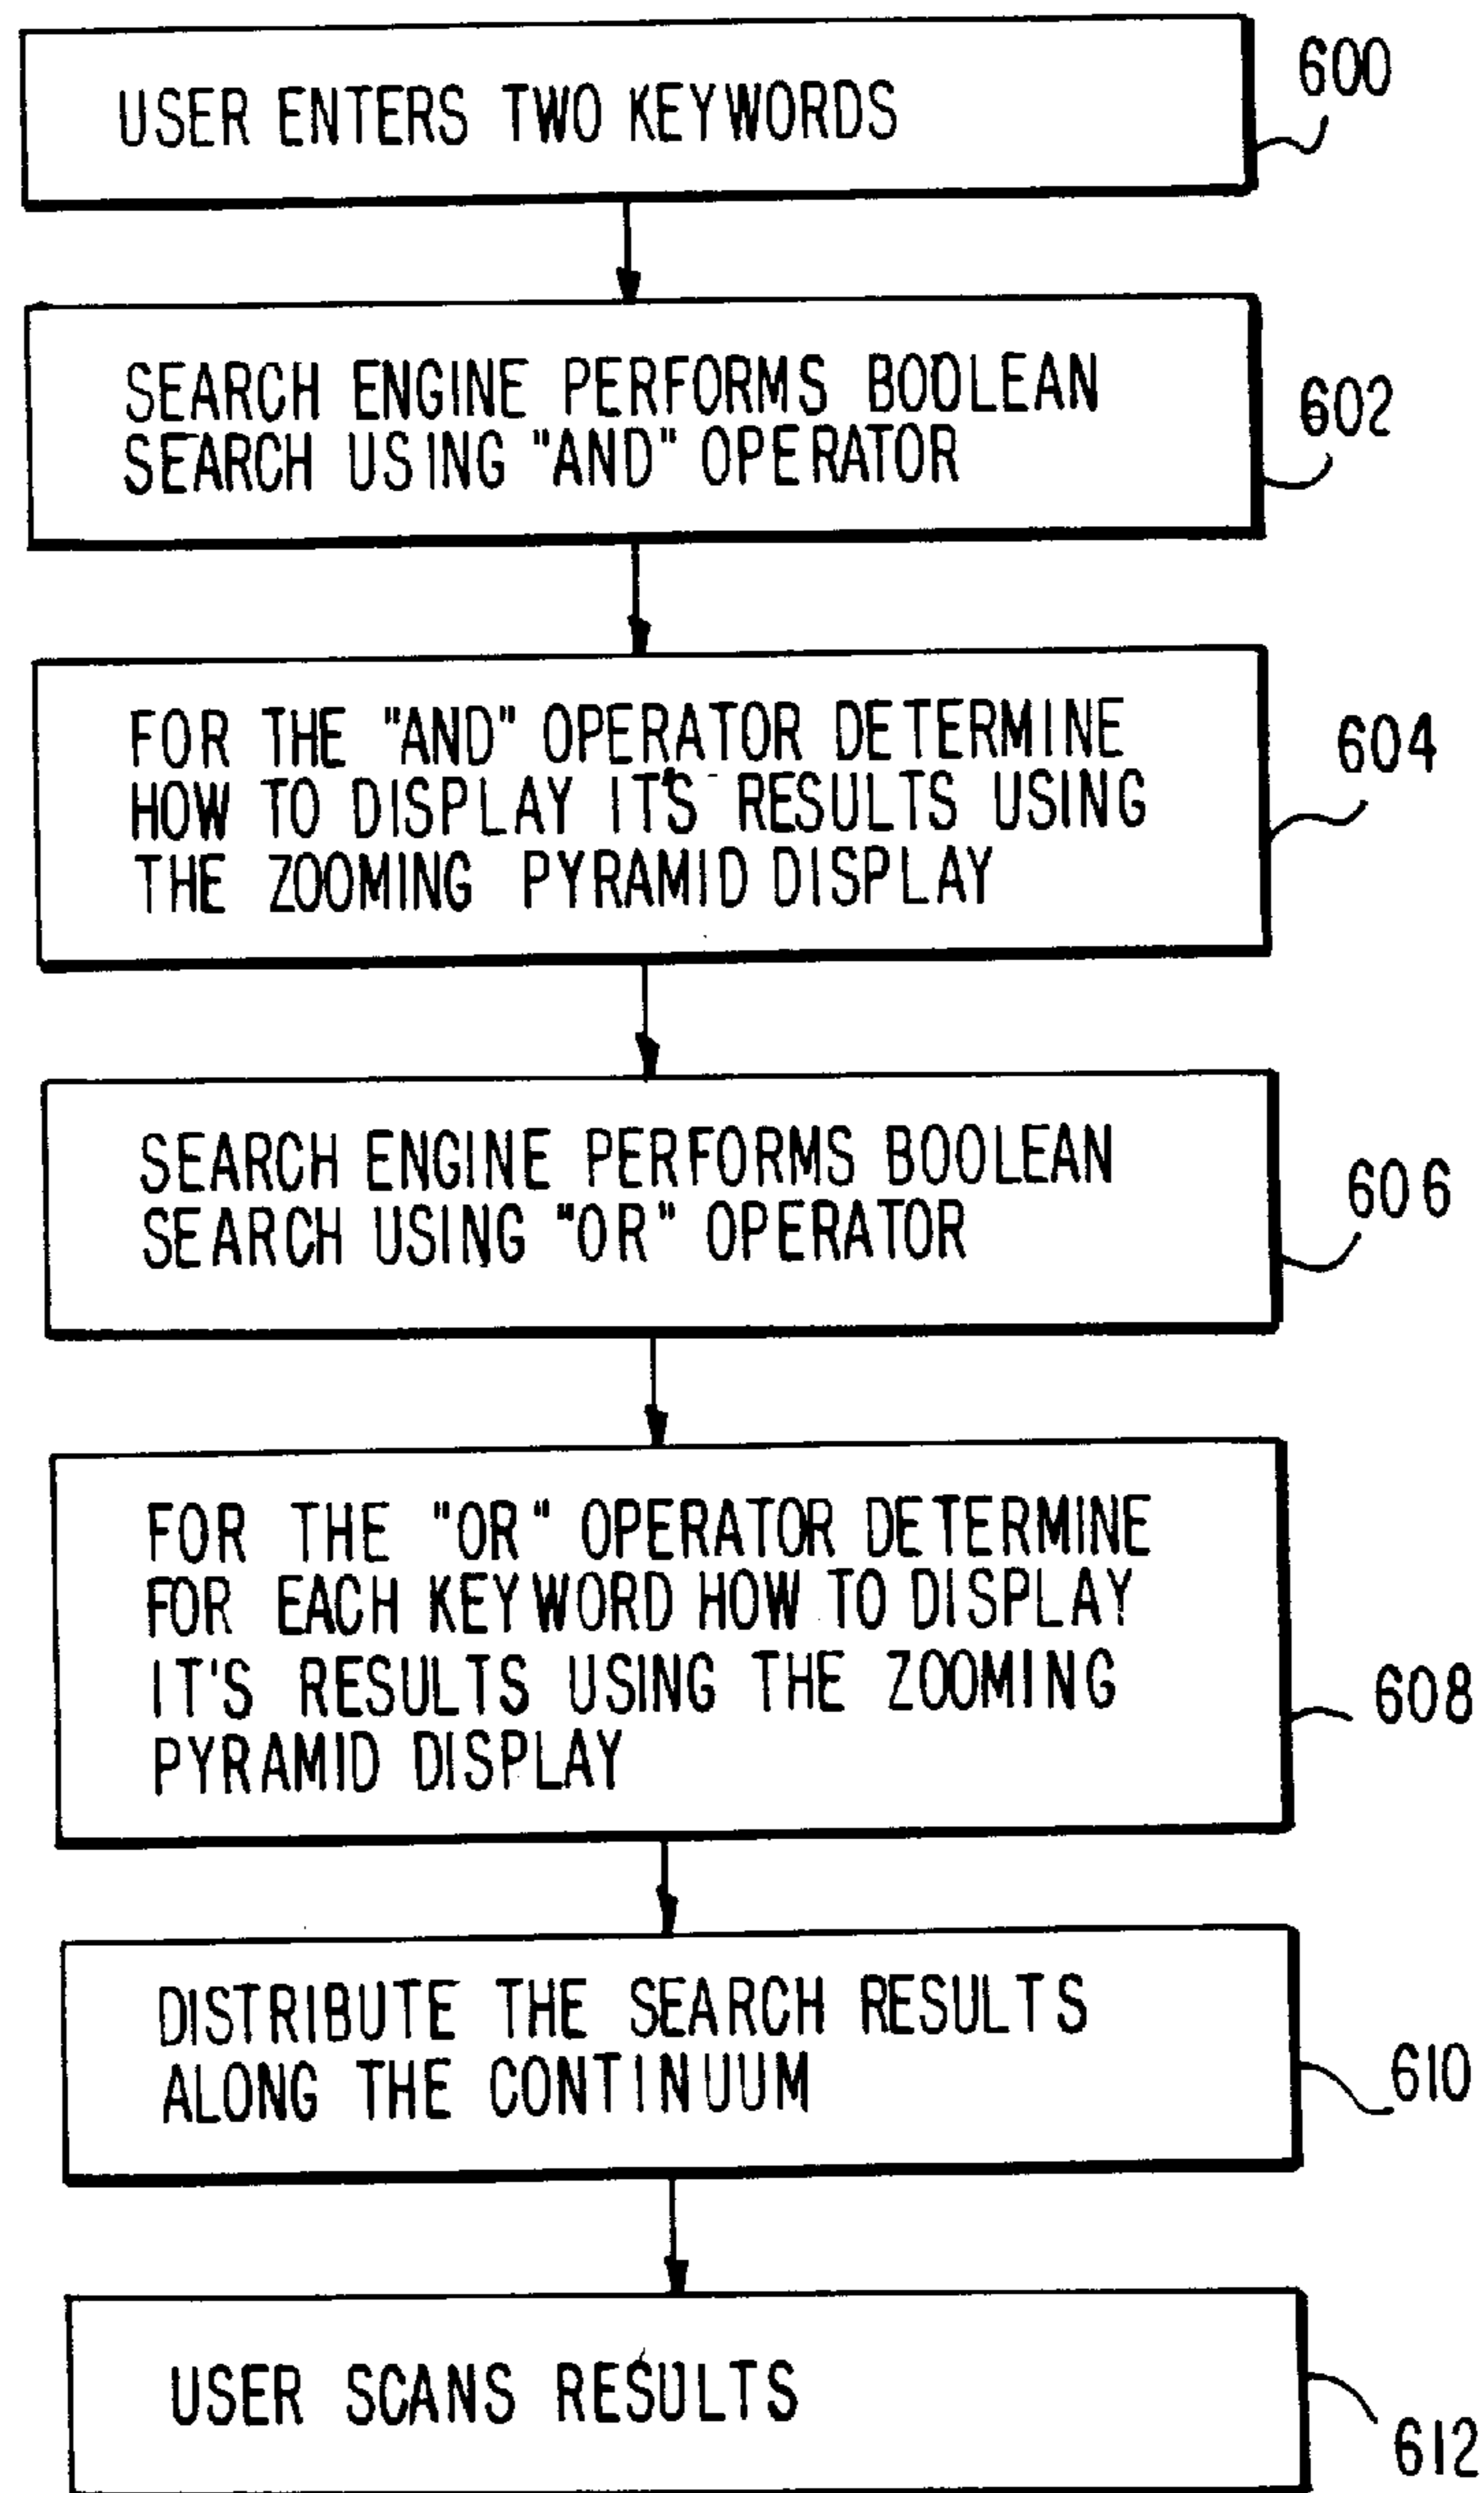 USER ENTERS TWO KEYWORDS
600
SEARCH ENGINE PERFORMS BOOLEAN
SEARCH USING "AND" OPERATOR
602
FOR THE "AND" OPERATOR DETERMINE
HOW TO DISPLAY IT'S RESULTS USING
THE ZOOMING PYRAMID DISPLAY
604
SEARCH ENGINE PERFORMS BOOLEAN
SEARCH USING "OR" OPERATOR
606
FOR THE "OR" OPERATOR DETERMINE
FOR EACH KEYWORD HOW TO DISPLAY
IT'S RESULTS USING THE ZOOMING
PYRAMID DISPLAY
608
DISTRIBUTE THE SEARCH RESULTS
ALONG THE CONTINUUM
610
USER SCANS RESULTS
612